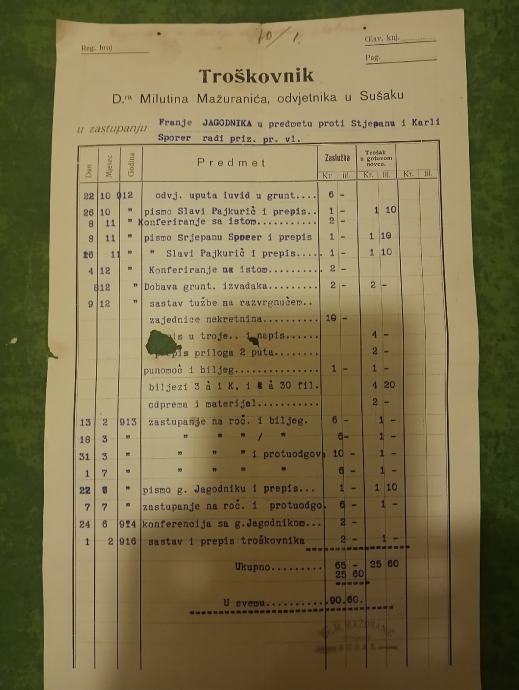 70/1.
Reg. broj
Glav. knj.
Pag.
Troškovnik
D.ra Milutina Mažuranića, odvjetnika u Sušaku
u zastupanju Franje JAGODNIKA u predmetu proti Stjepanu i Karli
Sporer radi priz. pr. vl.
Dan Mjesec Godina Predmet Zaslužba Trošak u gotovom novcu.
Kr. fil. Kr. fil. Kr. fil.
22 10 912 odvj. uputa iuvid u grunt.... 6 -
26 10 " pismo Slavi Pajkurić i prepis.. 1 - 1 10
8 11 " Konferiranje sa istom.......... 2 -
8 11 " pismo Srjepanu Sporer i prepis 1 - 1 10
26 11 " " Slavi Pajkurić i prepis.... 1 - 1 10
4 12 " Konferiranje sa istom.......... 2 -
8 12 " Dobava grunt. izvadaka......... 2 - 2 -
9 12 " sastav tužbe na razvrgnućem..
zajednice nekretnina......... 10 -
u troje.. i napis...... 4 -
priloga 2 puta....... 2 -
punomoć i biljeg............. 1 - 1 -
biljezi 3 à 1 K. i à 30 fil. 4 20
odprema i materijal.......... 2 -
13 2 913 zastupanje na roč. i biljeg. 6 - 1 -
18 3 " " " " / " 6- 1 -
31 3 " " " " i protuodgov. 10 - 1 -
1 7 " " " " " 6 - 1 -
22 " pismo g. Jagodniku i prepis... 1 - 1 10
7 7 " zastupanje na roč. i protuodgo. 6 - 1 -
24 6 914 konferencija sa g.Jagodnikom... 2 -
1 2 916 sastav i prepis troškovnika 2 - 1 -
Ukupno......... 65 - 25 60
25 60
U svemu.........90.60.
Dr. M. MAŽURANIĆ
SUŠAK